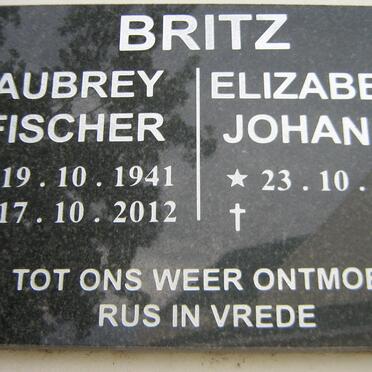 BRITZ
AUBREY
FISCHER
19 . 10 . 1941
17 . 10 . 2012
ELIZABE
JOHAN
★ 23 . 10 .
✝
TOT ONS WEER ONTMOE
RUS IN VREDE